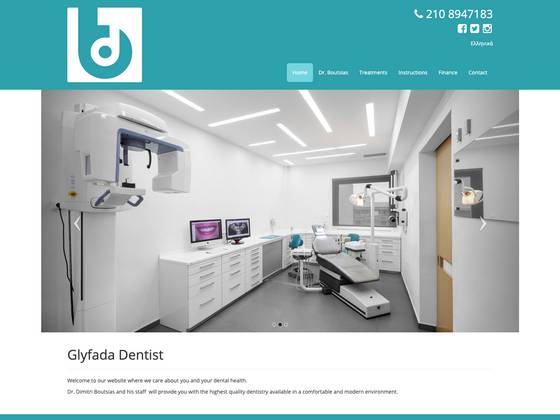 210 8947183
Ελληνικά
Home Dr. Boutsias Treatments Instructions Finance Contact
Glyfada Dentist
Welcome to our website where we care about you and your dental health.
Dr. Dimitri Boutsias and his staff will provide you with the highest quality dentistry available in a comfortable and modern environment.